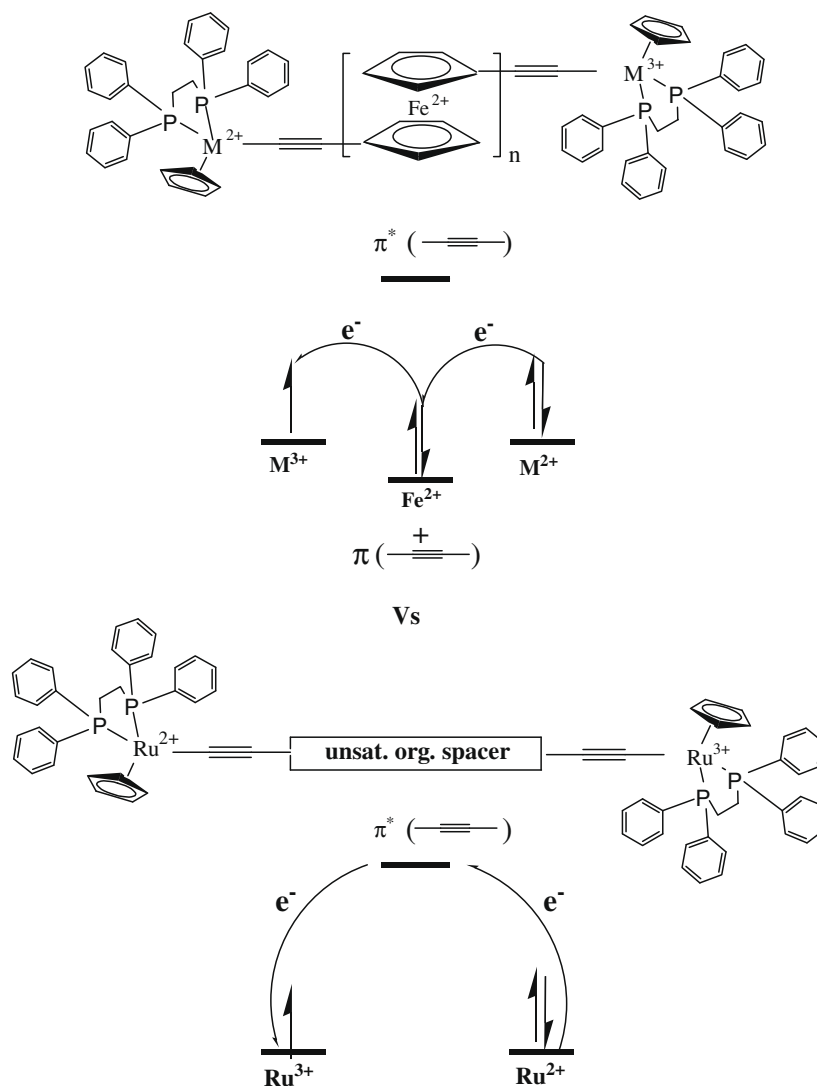 P P M2+ Fe2+ n M3+ P P
π* ( )
e- e-
M3+ M2+
Fe2+
+
π ( )
Vs
P P Ru2+ unsat. org. spacer Ru3+ P P
π* ( )
e- e-
Ru3+ Ru2+